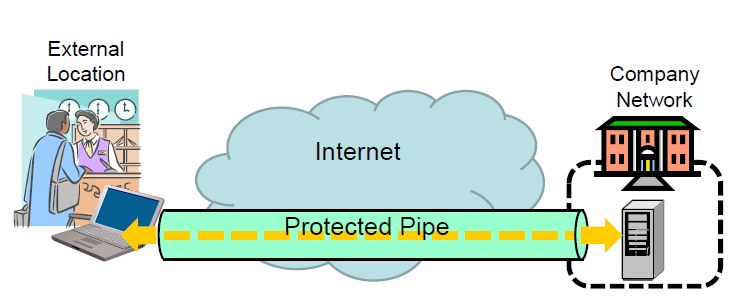 External
Location
Company
Network
Internet
Protected Pipe